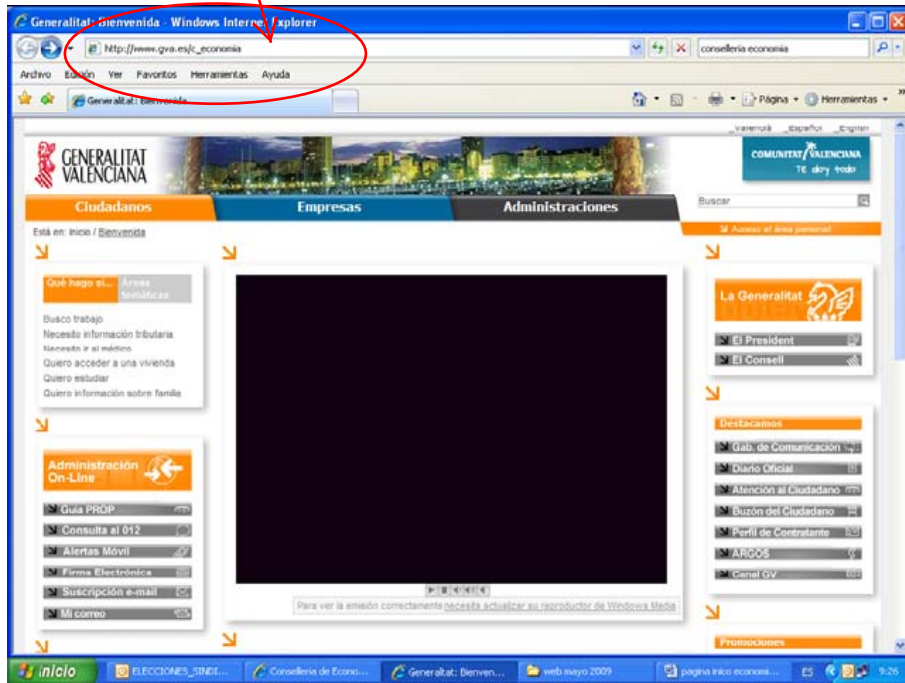 Generalitat: Bienvenida - Windows Internet Explorer
http://www.gva.es/c_economia
conselleria economia
Archivo Edición Ver Favoritos Herramientas Ayuda
Generalitat: Bienvenida
Página
Herramientas
_Valencià _Español _English
GENERALITAT
VALENCIANA
COMUNITAT VALENCIANA
TE doy todo
Ciudadanos
Empresas
Administraciones
Buscar
Está en: Inicio / Bienvenida
Acceso al área personal
Qué hago si...
Áreas
temáticas
Busco trabajo
Necesito información tributaria
Necesito ir al médico
Quiero acceder a una vivienda
Quiero estudiar
Quiero información sobre familia
Administración
On-Line
Guía PROP
Consulta al 012
Alertas Móvil
Firma Electrónica
Suscripción e-mail
Mi correo
Para ver la emisión correctamente necesita actualizar su reproductor de Windows Media
La Generalitat
El President
El Consell
Destacamos
Gab. de Comunicación
Diario Oficial
Atención al Ciudadano
Buzón del Ciudadano
Perfil de Contratante
ARGOS
Canal GV
Promociones
Inicio
ELECCIONES_SINDI...
Conselleria de Econo...
Generalitat: Bienven...
web mayo 2009
pagina inico economi...
ES
9:26